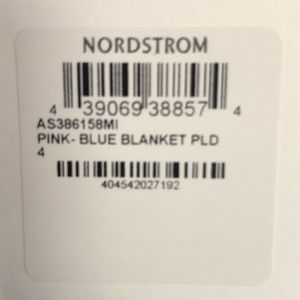 NORDSTROM
4 39069 38857 4
AS386158MI
PINK- BLUE BLANKET PLD
4
404542027192